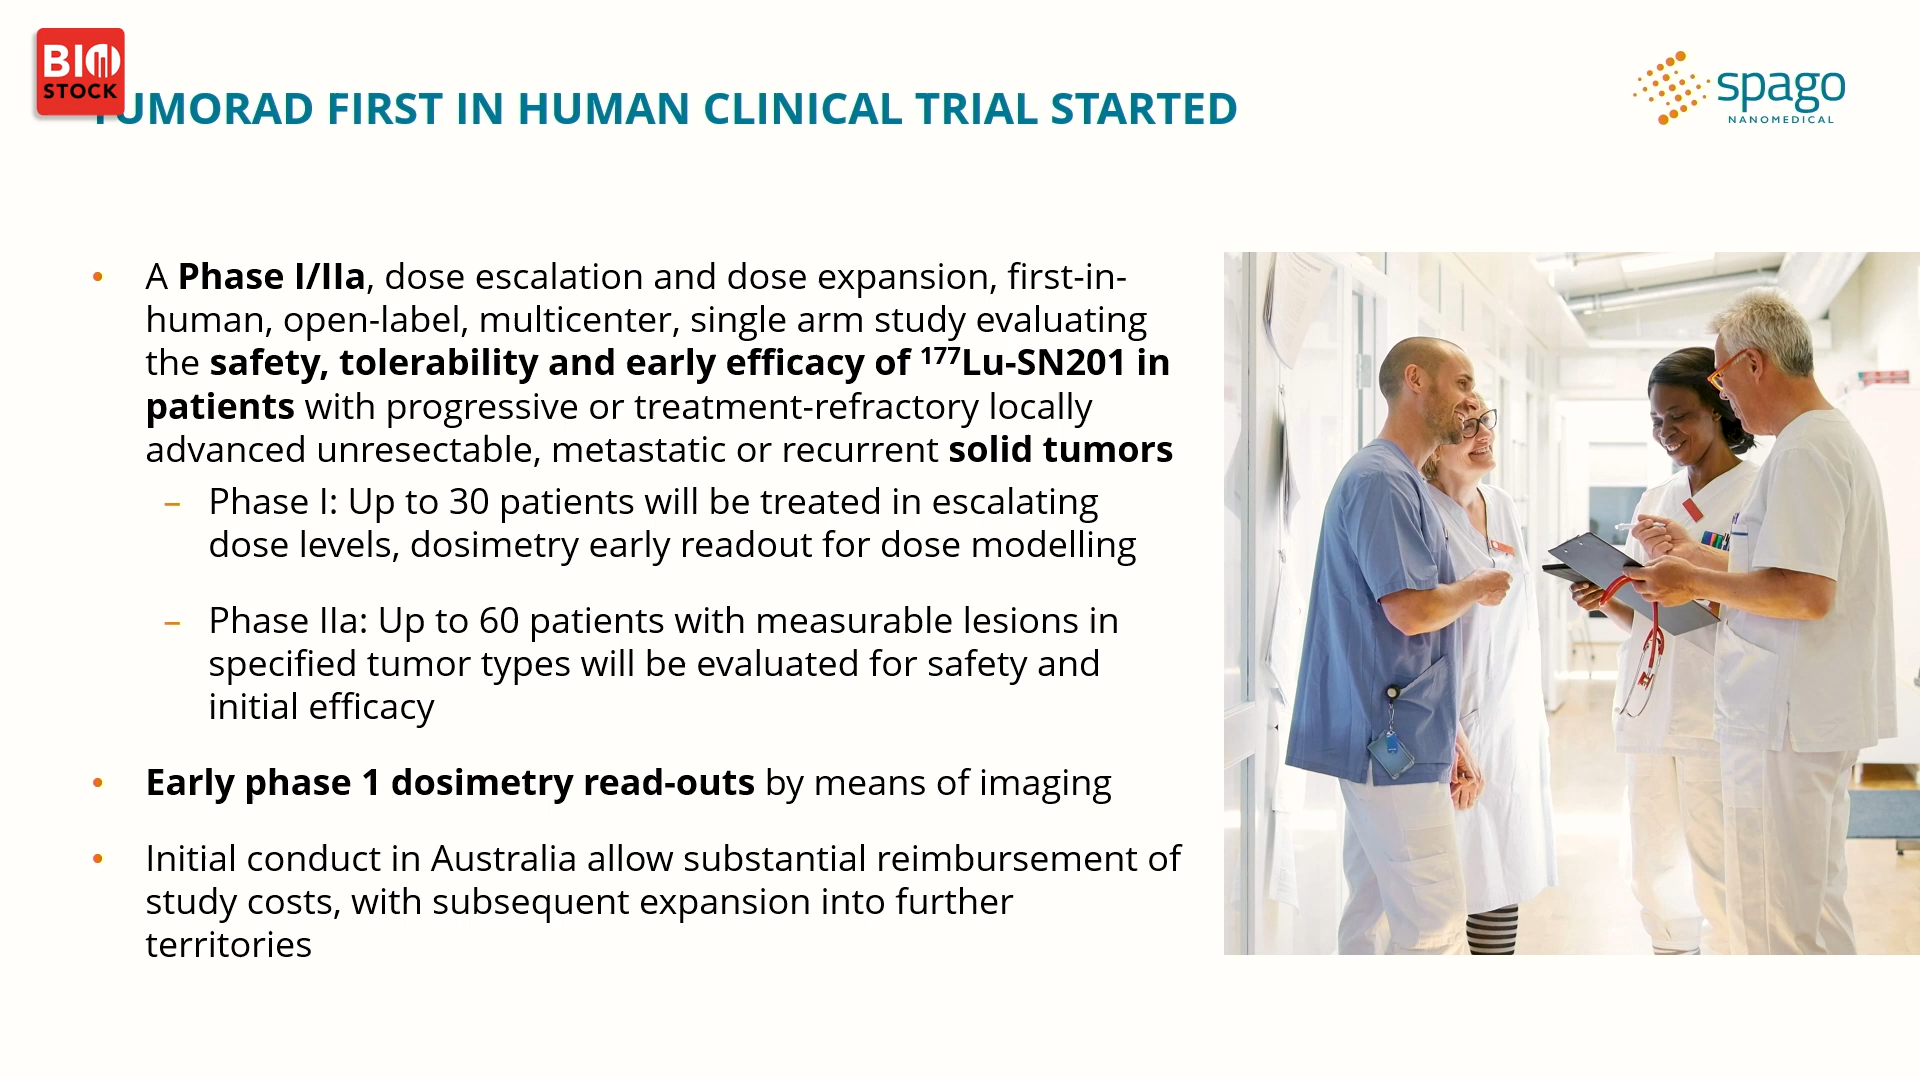 BIO
STOCK
TUMORAD FIRST IN HUMAN CLINICAL TRIAL STARTED
spago
NANOMEDICAL
• A Phase I/IIa, dose escalation and dose expansion, first-in-
human, open-label, multicenter, single arm study evaluating
the safety, tolerability and early efficacy of ¹⁷⁷Lu-SN201 in
patients with progressive or treatment-refractory locally
advanced unresectable, metastatic or recurrent solid tumors
– Phase I: Up to 30 patients will be treated in escalating
dose levels, dosimetry early readout for dose modelling
– Phase IIa: Up to 60 patients with measurable lesions in
specified tumor types will be evaluated for safety and
initial efficacy
• Early phase 1 dosimetry read-outs by means of imaging
• Initial conduct in Australia allow substantial reimbursement of
study costs, with subsequent expansion into further
territories